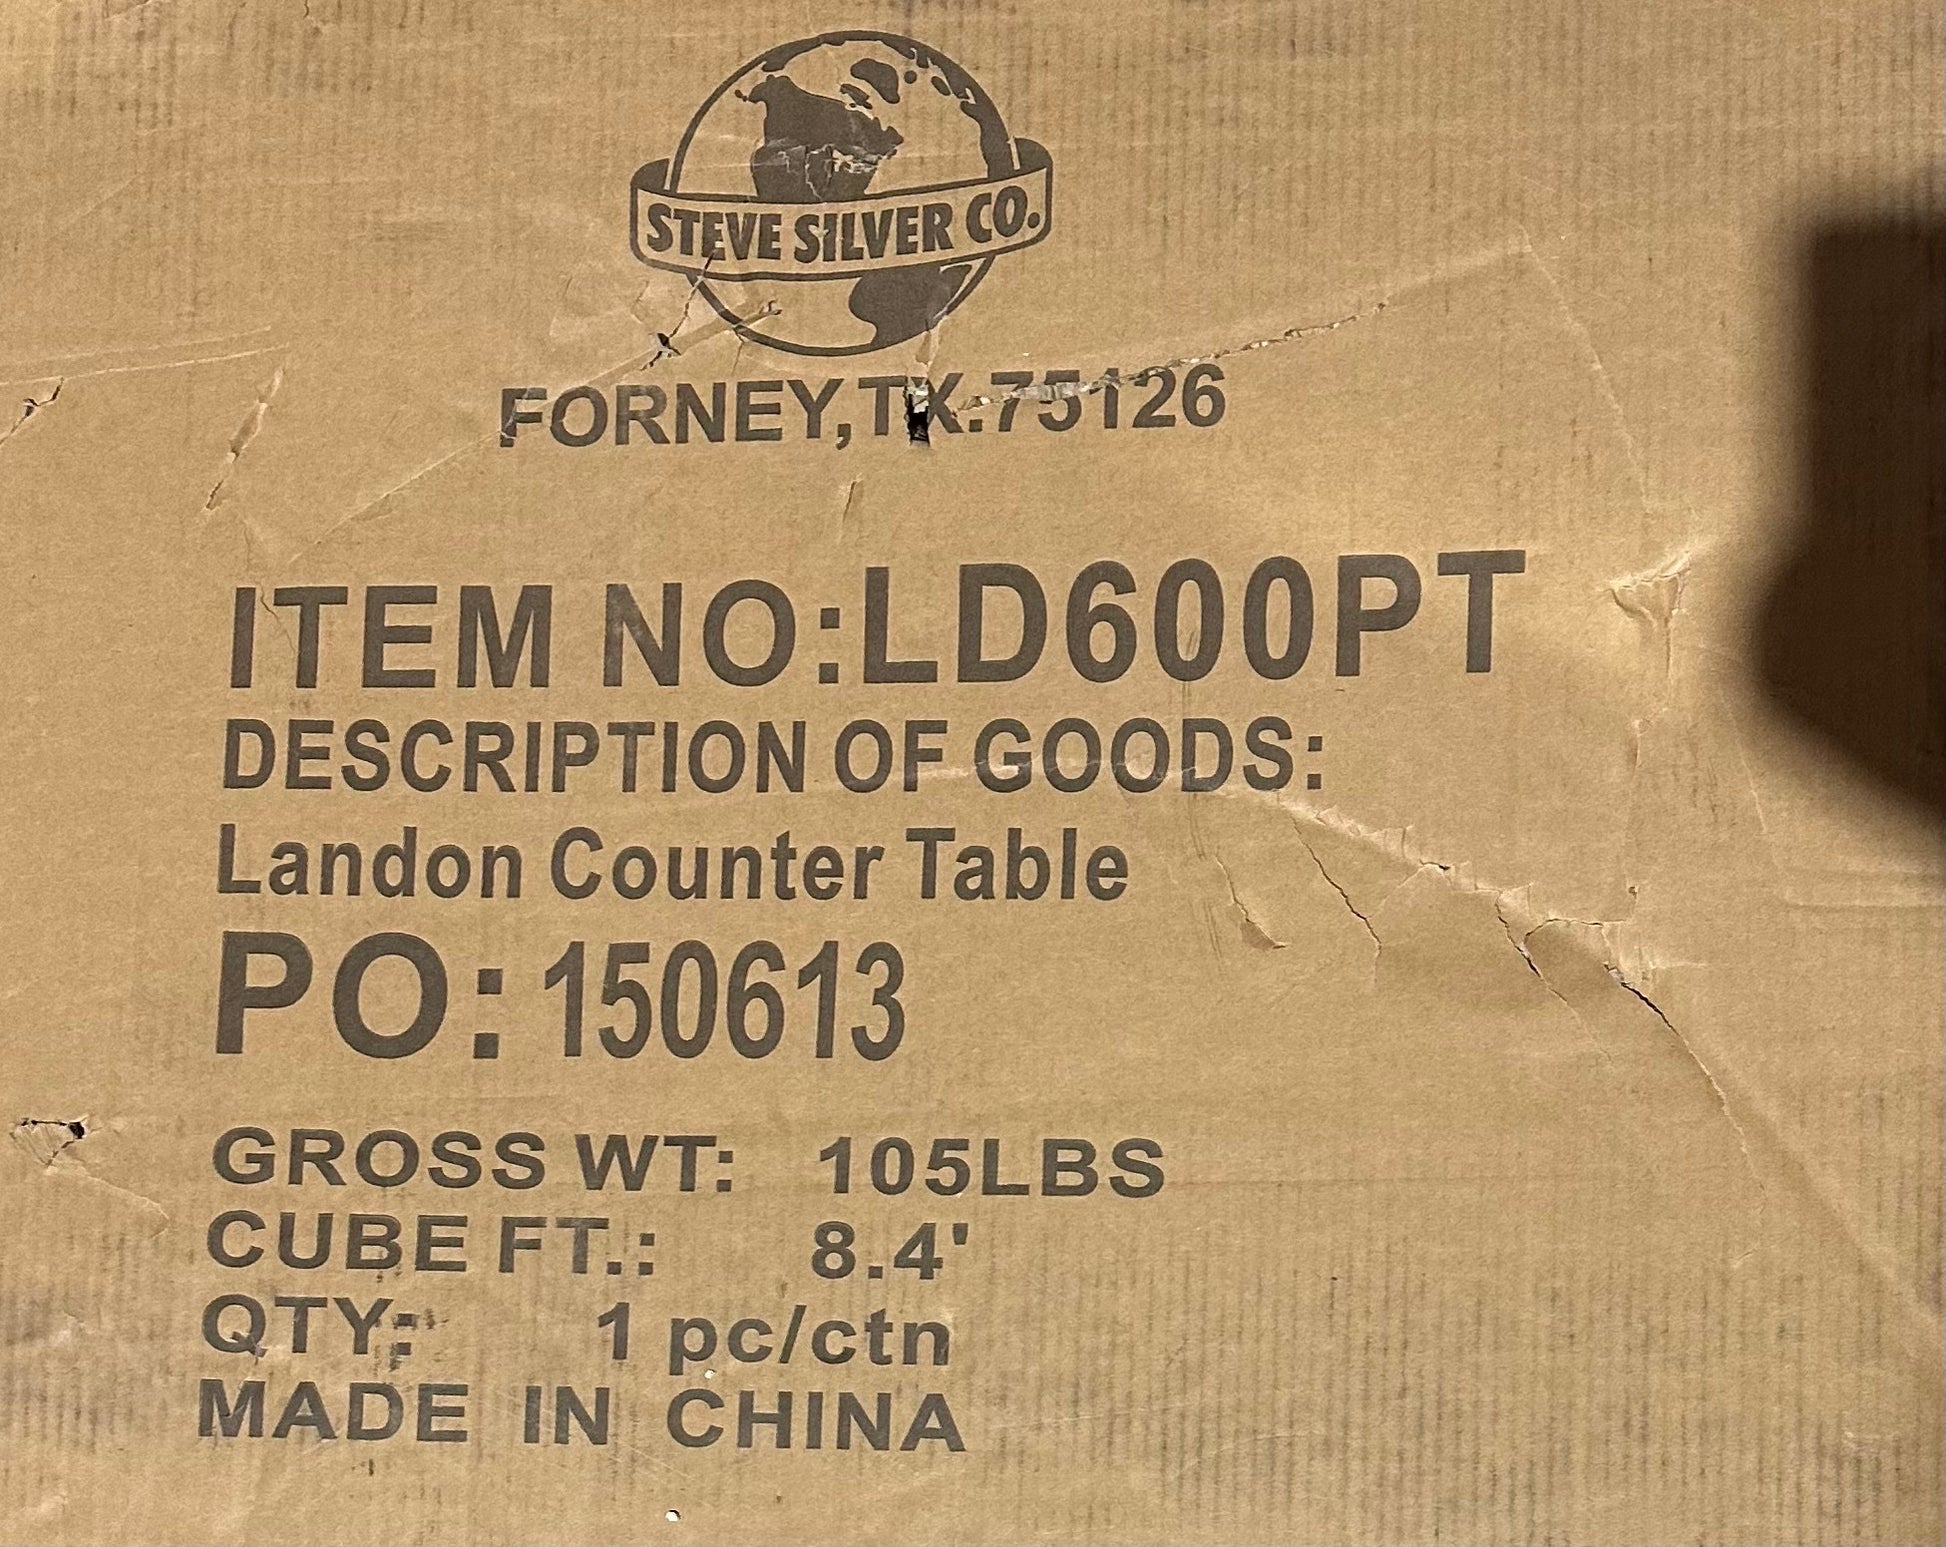 STEVE SILVER CO.
FORNEY,TX.75126
ITEM NO:LD600PT
DESCRIPTION OF GOODS:
Landon Counter Table
PO: 150613
GROSS WT: 105LBS
CUBE FT.: 8.4'
QTY: 1 pc/ctn
MADE IN CHINA